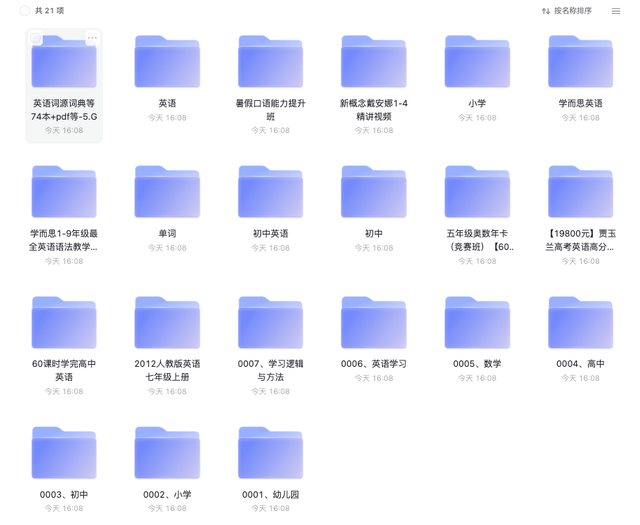 共 21 项
按名称排序
英语词源词典等
74本+pdf等-5.G
今天 16:08
英语
今天 16:08
暑假口语能力提升
班
今天 16:08
新概念戴安娜1-4
精讲视频
今天 16:08
小学
今天 16:08
学而思英语
今天 16:08
学而思1-9年级最
全英语语法教学...
今天 16:08
单词
今天 16:08
初中英语
今天 16:08
初中
今天 16:08
五年级奥数年卡
（竞赛班）【60..
今天 16:08
【19800元】贾玉
兰高考英语高分...
今天 16:08
60课时学完高中
英语
今天 16:08
2012人教版英语
七年级上册
今天 16:08
0007、学习逻辑
与方法
今天 16:08
0006、英语学习
今天 16:08
0005、数学
今天 16:08
0004、高中
今天 16:08
0003、初中
今天 16:08
0002、小学
今天 16:08
0001、幼儿园
今天 16:08